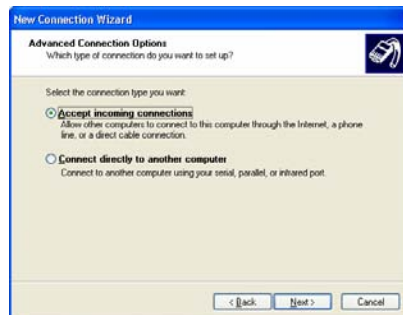 New Connection Wizard
Advanced Connection Options
Which type of connection do you want to set up?
Select the connection type you want:
Accept incoming connections
Allow other computers to connect to this computer through the Internet, a phone
line, or a direct cable connection.
Connect directly to another computer
Connect to another computer using your serial, parallel, or infrared port.
< Back
Next >
Cancel